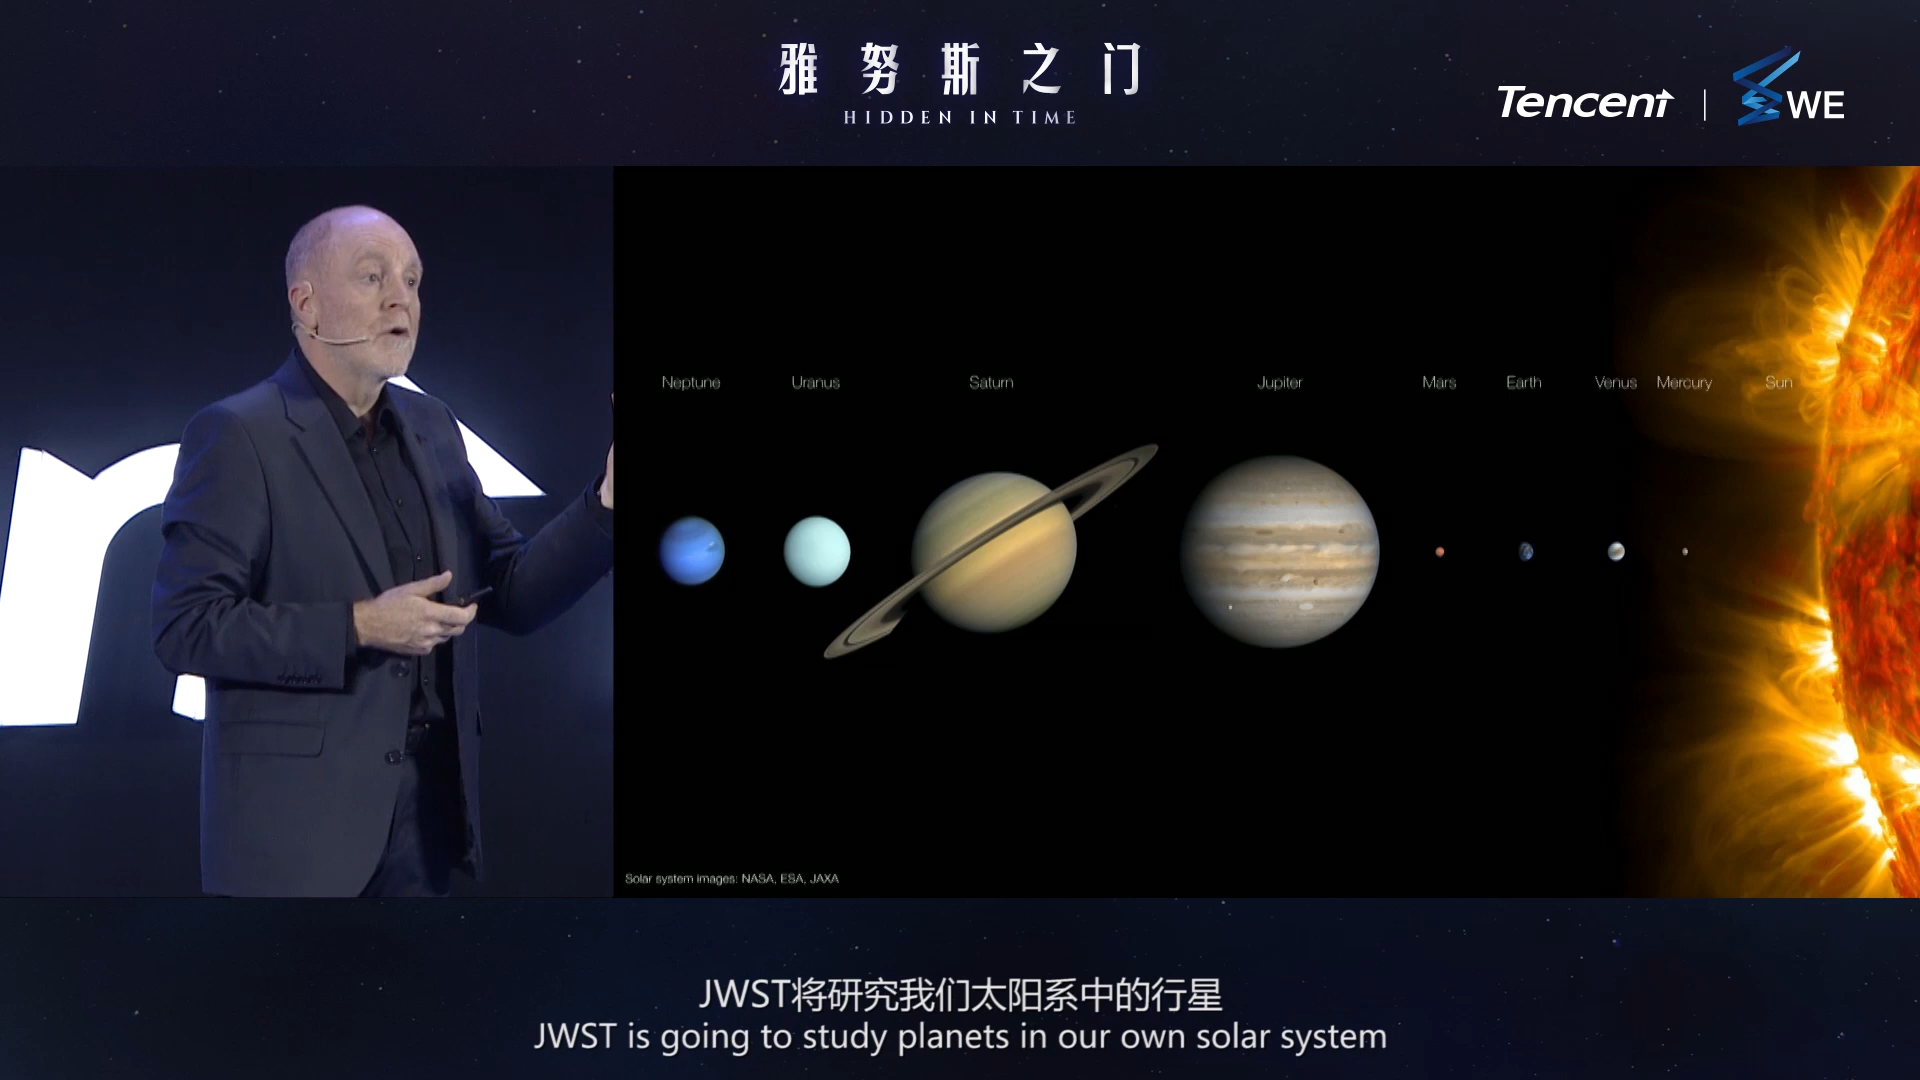 雅努斯之门
HIDDEN IN TIME
Tencent | WE
Neptune Uranus Saturn Jupiter Mars Earth Venus Mercury Sun
Solar system images: NASA, ESA, JAXA
JWST将研究我们太阳系中的行星
JWST is going to study planets in our own solar system